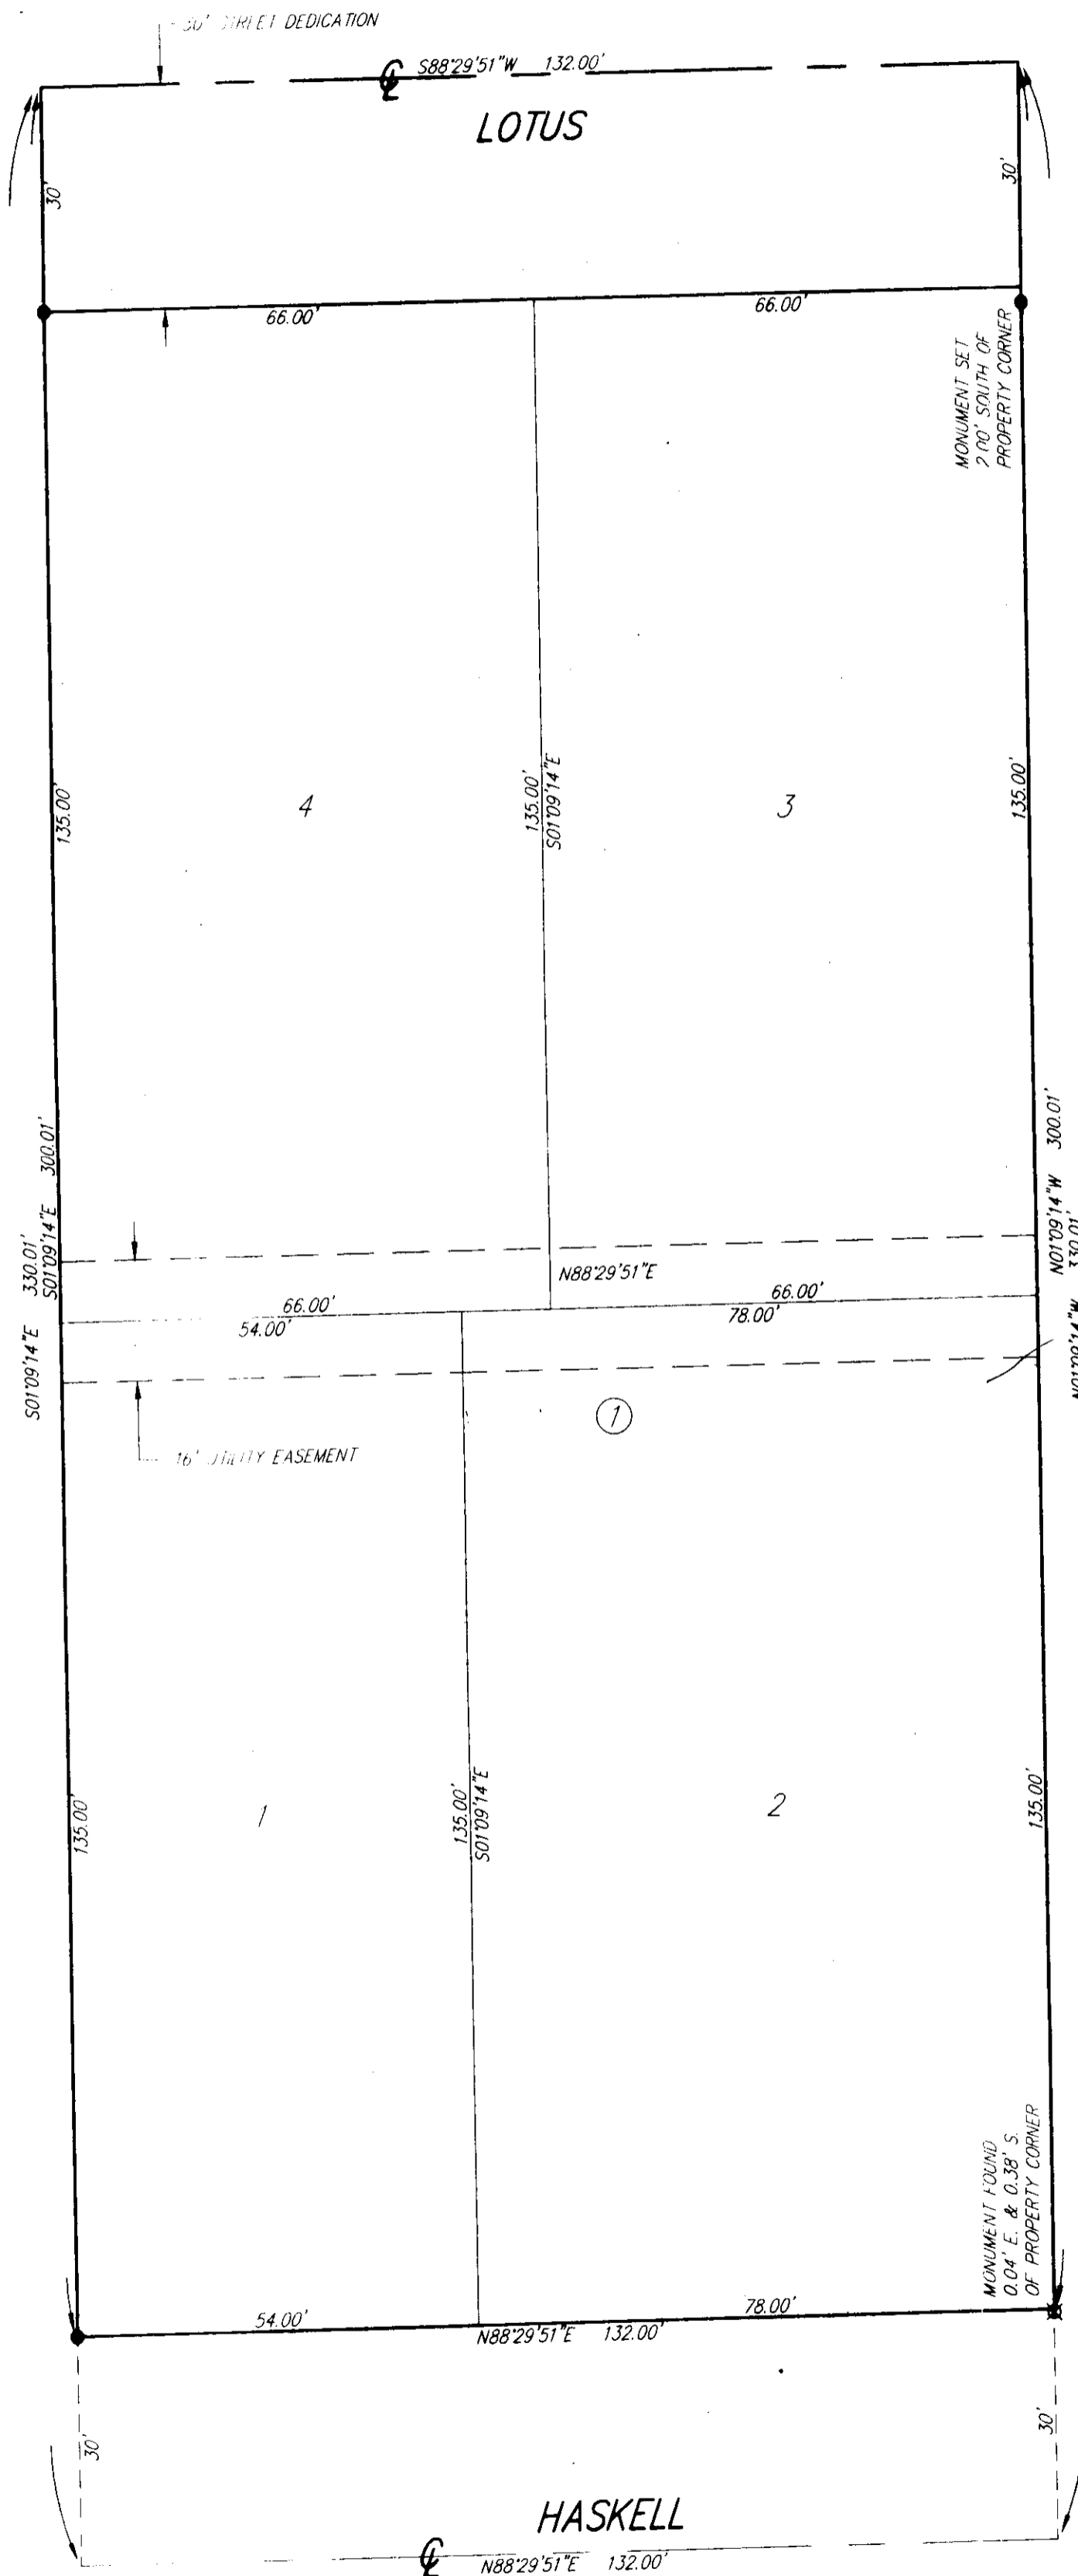 30' STREET DEDICATION
S88°29'51"W 132.00'
LOTUS
30'
30'
66.00'
66.00'
MONUMENT SET
2.00' SOUTH OF
PROPERTY CORNER
135.00'
4
135.00'
S01°09'14"E
3
135.00'
S01°09'14"E 330.01'
S01°09'14"E 300.01'
N01°09'14"W 300.01'
N01°09'14"W 330.01'
N88°29'51"E
66.00'
66.00'
54.00'
78.00'
1
16' UTILITY EASEMENT
135.00'
1
135.00'
S01°09'14"E
2
135.00'
MONUMENT FOUND
0.04' E. & 0.38' S.
OF PROPERTY CORNER
54.00'
78.00'
N88°29'51"E 132.00'
30'
30'
HASKELL
N88°29'51"E 132.00'